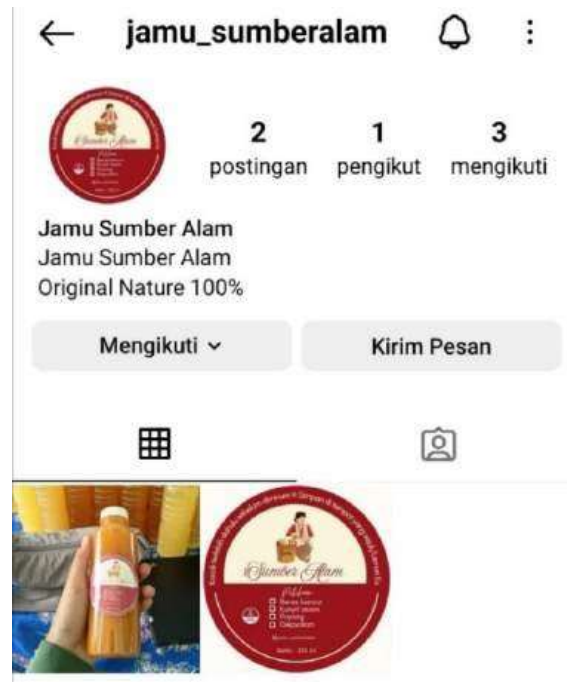 jamu_sumberalam
2
postingan
1
pengikut
3
mengikuti
Jamu Sumber Alam
Jamu Sumber Alam
Original Nature 100%
Mengikuti
Kirim Pesan
Sumber Alam